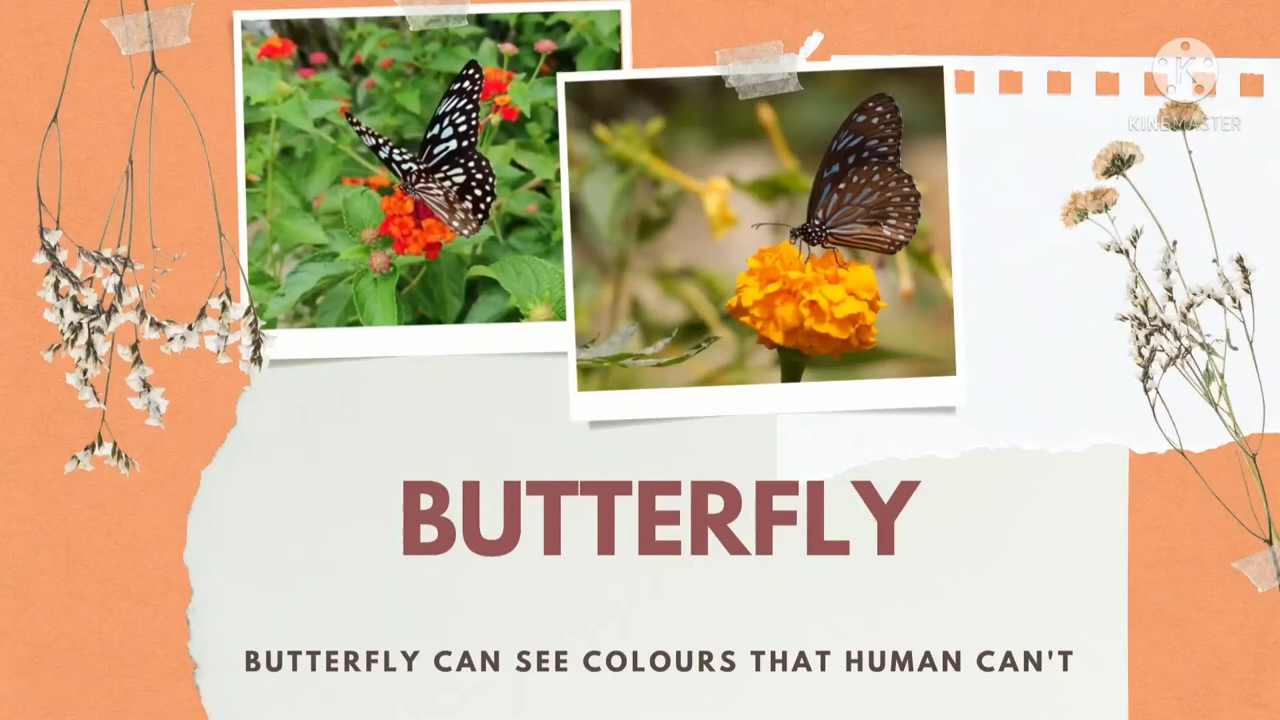 K
KINEMASTER
BUTTERFLY
BUTTERFLY CAN SEE COLOURS THAT HUMAN CAN'T